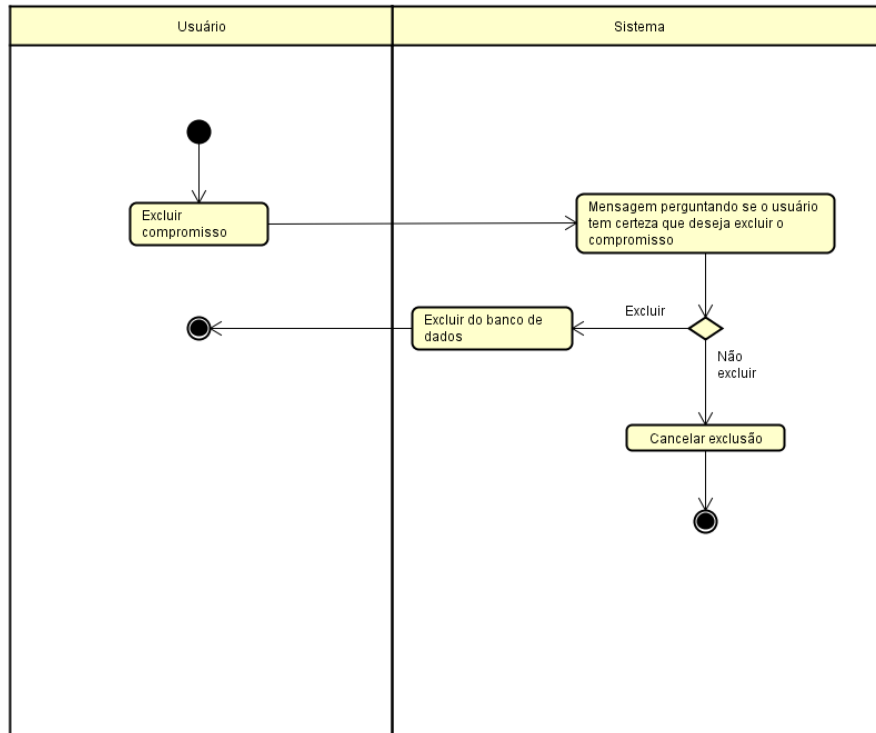 Usuário
Sistema
Excluir
compromisso
Mensagem perguntando se o usuário
tem certeza que deseja excluir o
compromisso
Excluir do banco de
dados
Excluir
Não
excluir
Cancelar exclusão